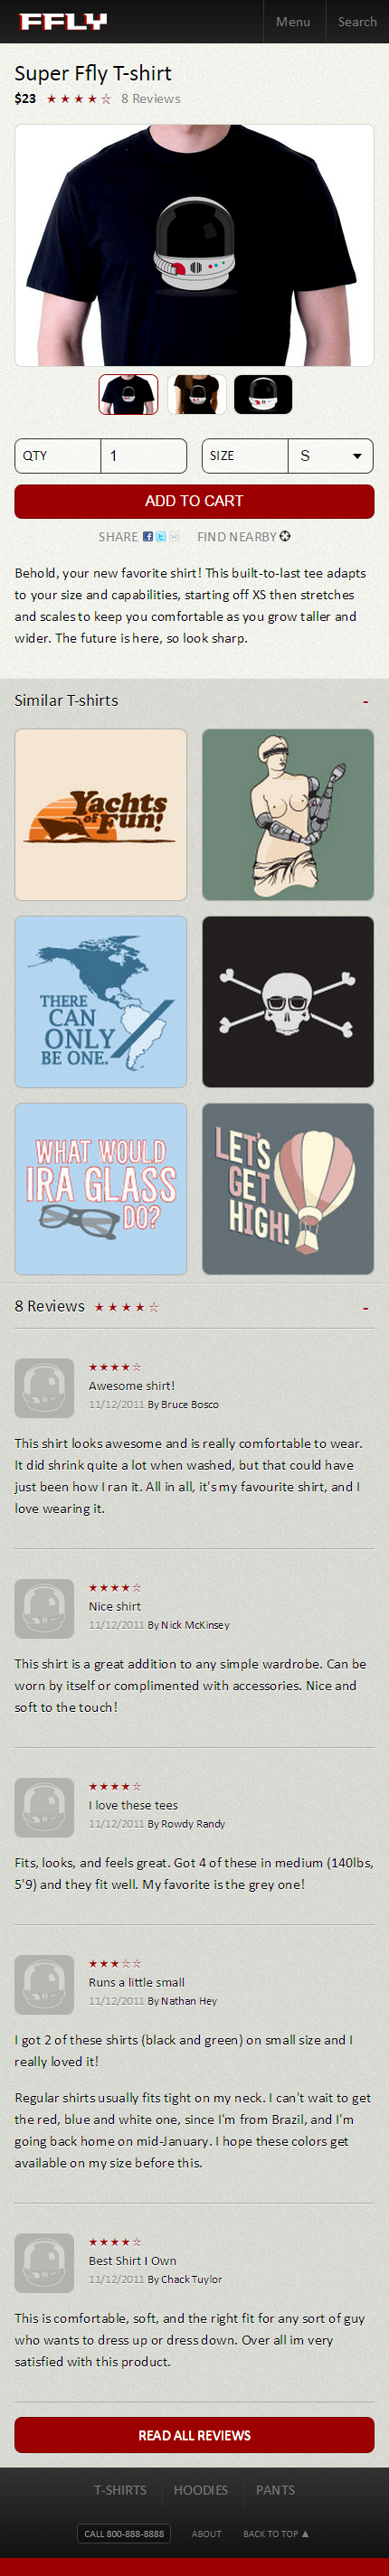 FFLY
Menu
Search
Super Ffly T-shirt
$23 ★★★★☆ 8 Reviews
QTY 1
SIZE S
ADD TO CART
SHARE
FIND NEARBY
Behold, your new favorite shirt! This built-to-last tee adapts
to your size and capabilities, starting off XS then stretches
and scales to keep you comfortable as you grow taller and
wider. The future is here, so look sharp.
Similar T-shirts -
Yachts
of Fun!
THERE
CAN
ONLY
BE ONE.
WHAT WOULD
IRA GLASS
DO?
LET'S
GET
HIGH!
8 Reviews ★★★★☆ -
★★★★☆
Awesome shirt!
11/12/2011 By Bruce Bosco
This shirt looks awesome and is really comfortable to wear.
It did shrink quite a lot when washed, but that could have
just been how I ran it. All in all, it's my favourite shirt, and I
love wearing it.
★★★★☆
Nice shirt
11/12/2011 By Nick McKinsey
This shirt is a great addition to any simple wardrobe. Can be
worn by itself or complimented with accessories. Nice and
soft to the touch!
★★★★☆
I love these tees
11/12/2011 By Rowdy Randy
Fits, looks, and feels great. Got 4 of these in medium (140lbs,
5'9) and they fit well. My favorite is the grey one!
★★★☆☆
Runs a little small
11/12/2011 By Nathan Hey
I got 2 of these shirts (black and green) on small size and I
really loved it!
Regular shirts usually fits tight on my neck. I can't wait to get
the red, blue and white one, since I'm from Brazil, and I'm
going back home on mid-January. I hope these colors get
available on my size before this.
★★★★☆
Best Shirt I Own
11/12/2011 By Chack Tuylor
This is comfortable, soft, and the right fit for any sort of guy
who wants to dress up or dress down. Over all im very
satisfied with this product.
READ ALL REVIEWS
T-SHIRTS
HOODIES
PANTS
CALL 800-888-8888
ABOUT
BACK TO TOP ▲